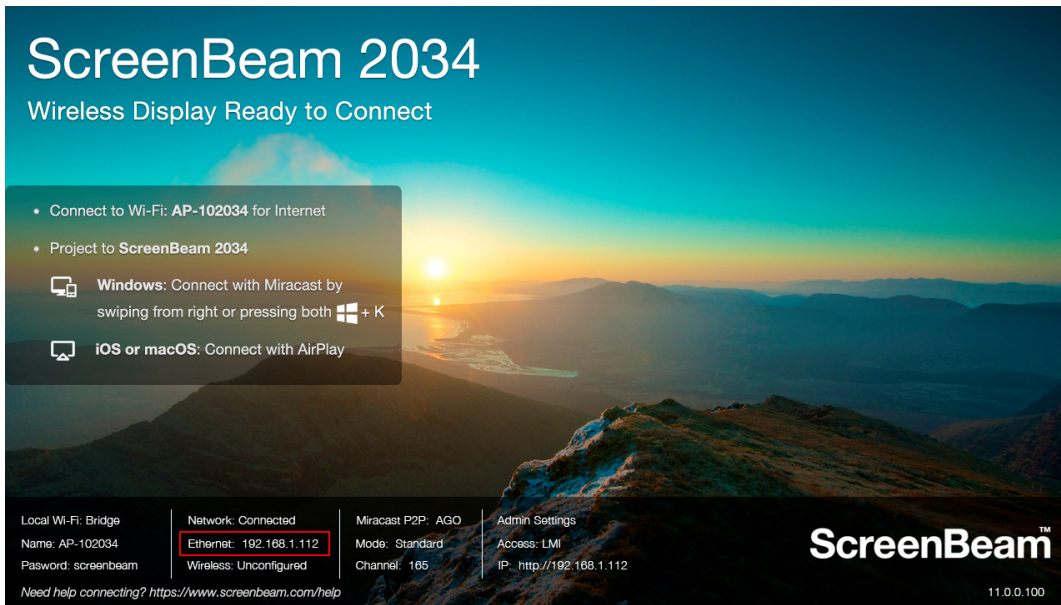 ScreenBeam 2034
Wireless Display Ready to Connect
• Connect to Wi-Fi: AP-102034 for Internet
• Project to ScreenBeam 2034
Windows: Connect with Miracast by
swiping from right or pressing both + K
iOS or macOS: Connect with AirPlay
Local Wi-Fi: Bridge
Name: AP-102034
Pasword: screenbeam
Network: Connected
Ethernet: 192.168.1.112
Wireless: Unconfigured
Miracast P2P: AGO
Mode: Standard
Channel: 165
Admin Settings
Access: LMI
IP: http://192.168.1.112
Need help connecting? https://www.screenbeam.com/help
ScreenBeam™
11.0.0.100